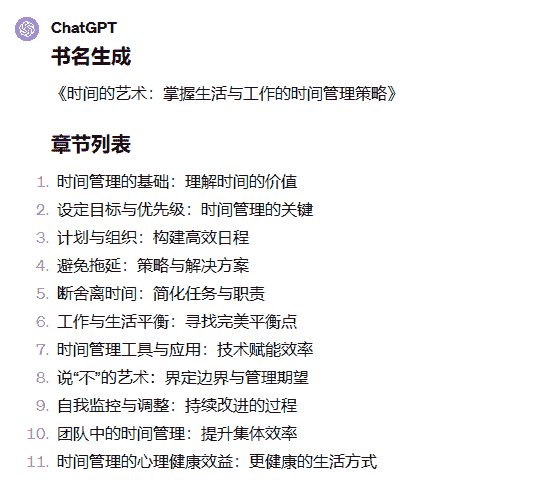 ChatGPT
书名生成
《时间的艺术：掌握生活与工作的时间管理策略》
章节列表
1. 时间管理的基础：理解时间的价值
2. 设定目标与优先级：时间管理的关键
3. 计划与组织：构建高效日程
4. 避免拖延：策略与解决方案
5. 断舍离时间：简化任务与职责
6. 工作与生活平衡：寻找完美平衡点
7. 时间管理工具与应用：技术赋能效率
8. 说“不”的艺术：界定边界与管理期望
9. 自我监控与调整：持续改进的过程
10. 团队中的时间管理：提升集体效率
11. 时间管理的心理健康效益：更健康的生活方式